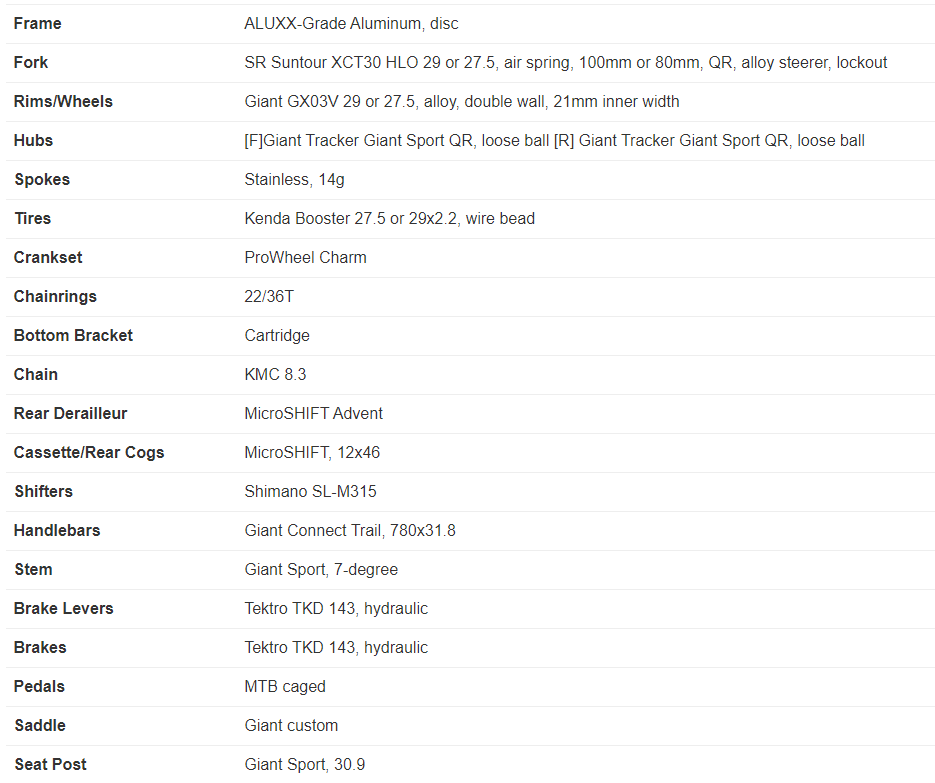 Frame ALUXX-Grade Aluminum, disc
Fork SR Suntour XCT30 HLO 29 or 27.5, air spring, 100mm or 80mm, QR, alloy steerer, lockout
Rims/Wheels Giant GX03V 29 or 27.5, alloy, double wall, 21mm inner width
Hubs [F]Giant Tracker Giant Sport QR, loose ball [R] Giant Tracker Giant Sport QR, loose ball
Spokes Stainless, 14g
Tires Kenda Booster 27.5 or 29x2.2, wire bead
Crankset ProWheel Charm
Chainrings 22/36T
Bottom Bracket Cartridge
Chain KMC 8.3
Rear Derailleur MicroSHIFT Advent
Cassette/Rear Cogs MicroSHIFT, 12x46
Shifters Shimano SL-M315
Handlebars Giant Connect Trail, 780x31.8
Stem Giant Sport, 7-degree
Brake Levers Tektro TKD 143, hydraulic
Brakes Tektro TKD 143, hydraulic
Pedals MTB caged
Saddle Giant custom
Seat Post Giant Sport, 30.9